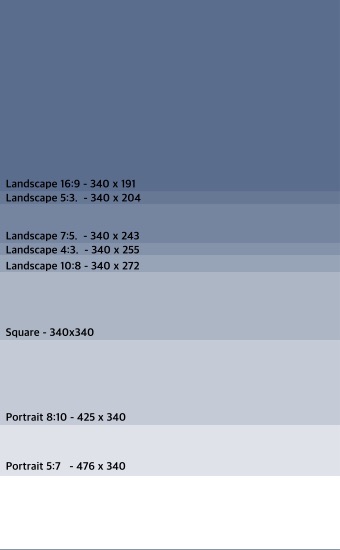 Landscape 16:9 - 340 x 191
Landscape 5:3. - 340 x 204
Landscape 7:5. - 340 x 243
Landscape 4:3. - 340 x 255
Landscape 10:8 - 340 x 272
Square - 340x340
Portrait 8:10 - 425 x 340
Portrait 5:7 - 476 x 340